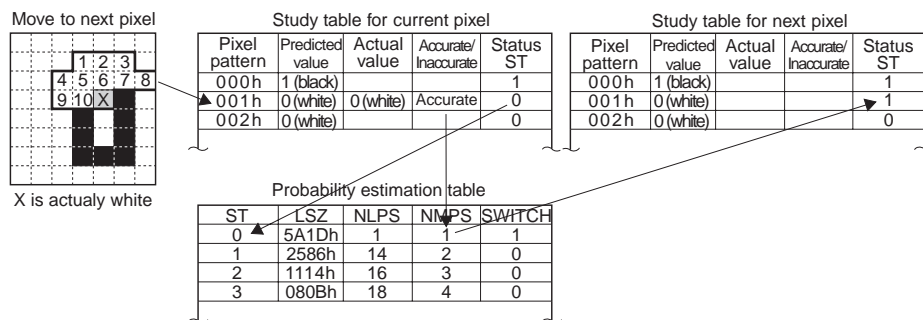 Move to next pixel
1 2 3
4 5 6 7 8
9 10 X
X is actualy white
Study table for current pixel
Pixel pattern Predicted value Actual value Accurate/ Inaccurate Status ST
000h 1 (black) 1
001h 0 (white) 0 (white) Accurate 0
002h 0 (white) 0
Study table for next pixel
Pixel pattern Predicted value Actual value Accurate/ Inaccurate Status ST
000h 1 (black) 1
001h 0 (white) 1
002h 0 (white) 0
Probability estimation table
ST LSZ NLPS NMPS SWITCH
0 5A1Dh 1 1 1
1 2586h 14 2 0
2 1114h 16 3 0
3 080Bh 18 4 0